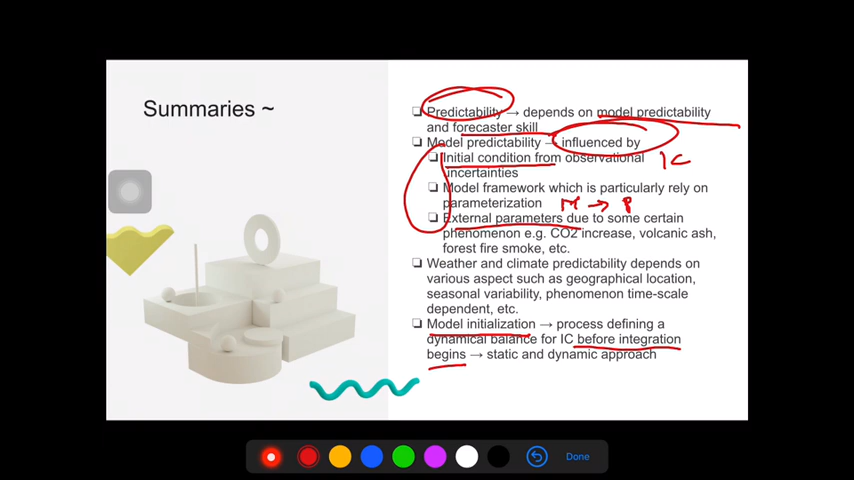 Summaries ~
❏ Predictability → depends on model predictability
and forecaster skill
❏ Model predictability → influenced by
❏ Initial condition from observational
uncertainties
IC
❏ Model framework which is particularly rely on
parameterization
M → P
❏ External parameters due to some certain
phenomenon e.g. CO2 increase, volcanic ash,
forest fire smoke, etc.
❏ Weather and climate predictability depends on
various aspect such as geographical location,
seasonal variability, phenomenon time-scale
dependent, etc.
❏ Model initialization → process defining a
dynamical balance for IC before integration
begins → static and dynamic approach
Done